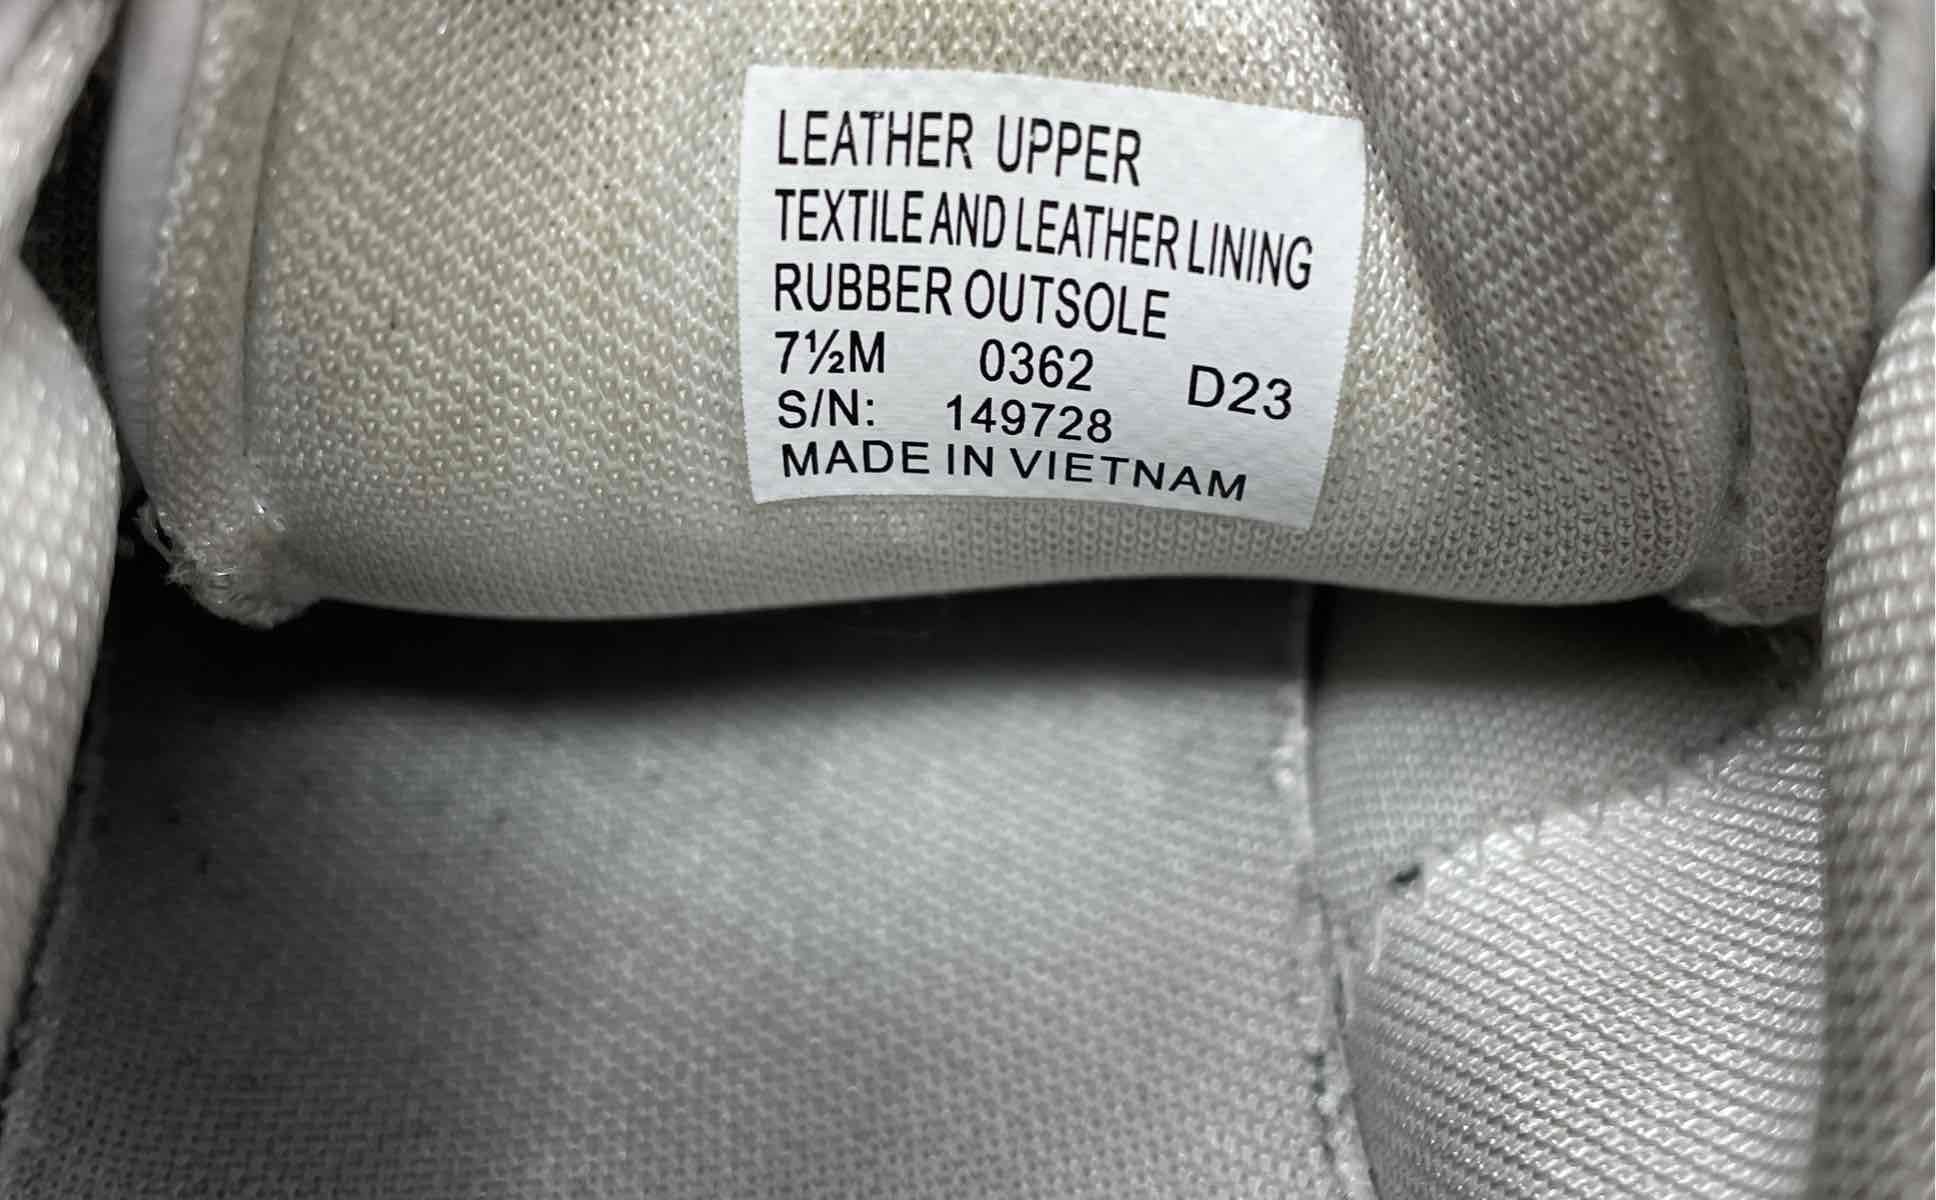 LEATHER UPPER
TEXTILE AND LEATHER LINING
RUBBER OUTSOLE
7½M 0362 D23
S/N: 149728
MADE IN VIETNAM